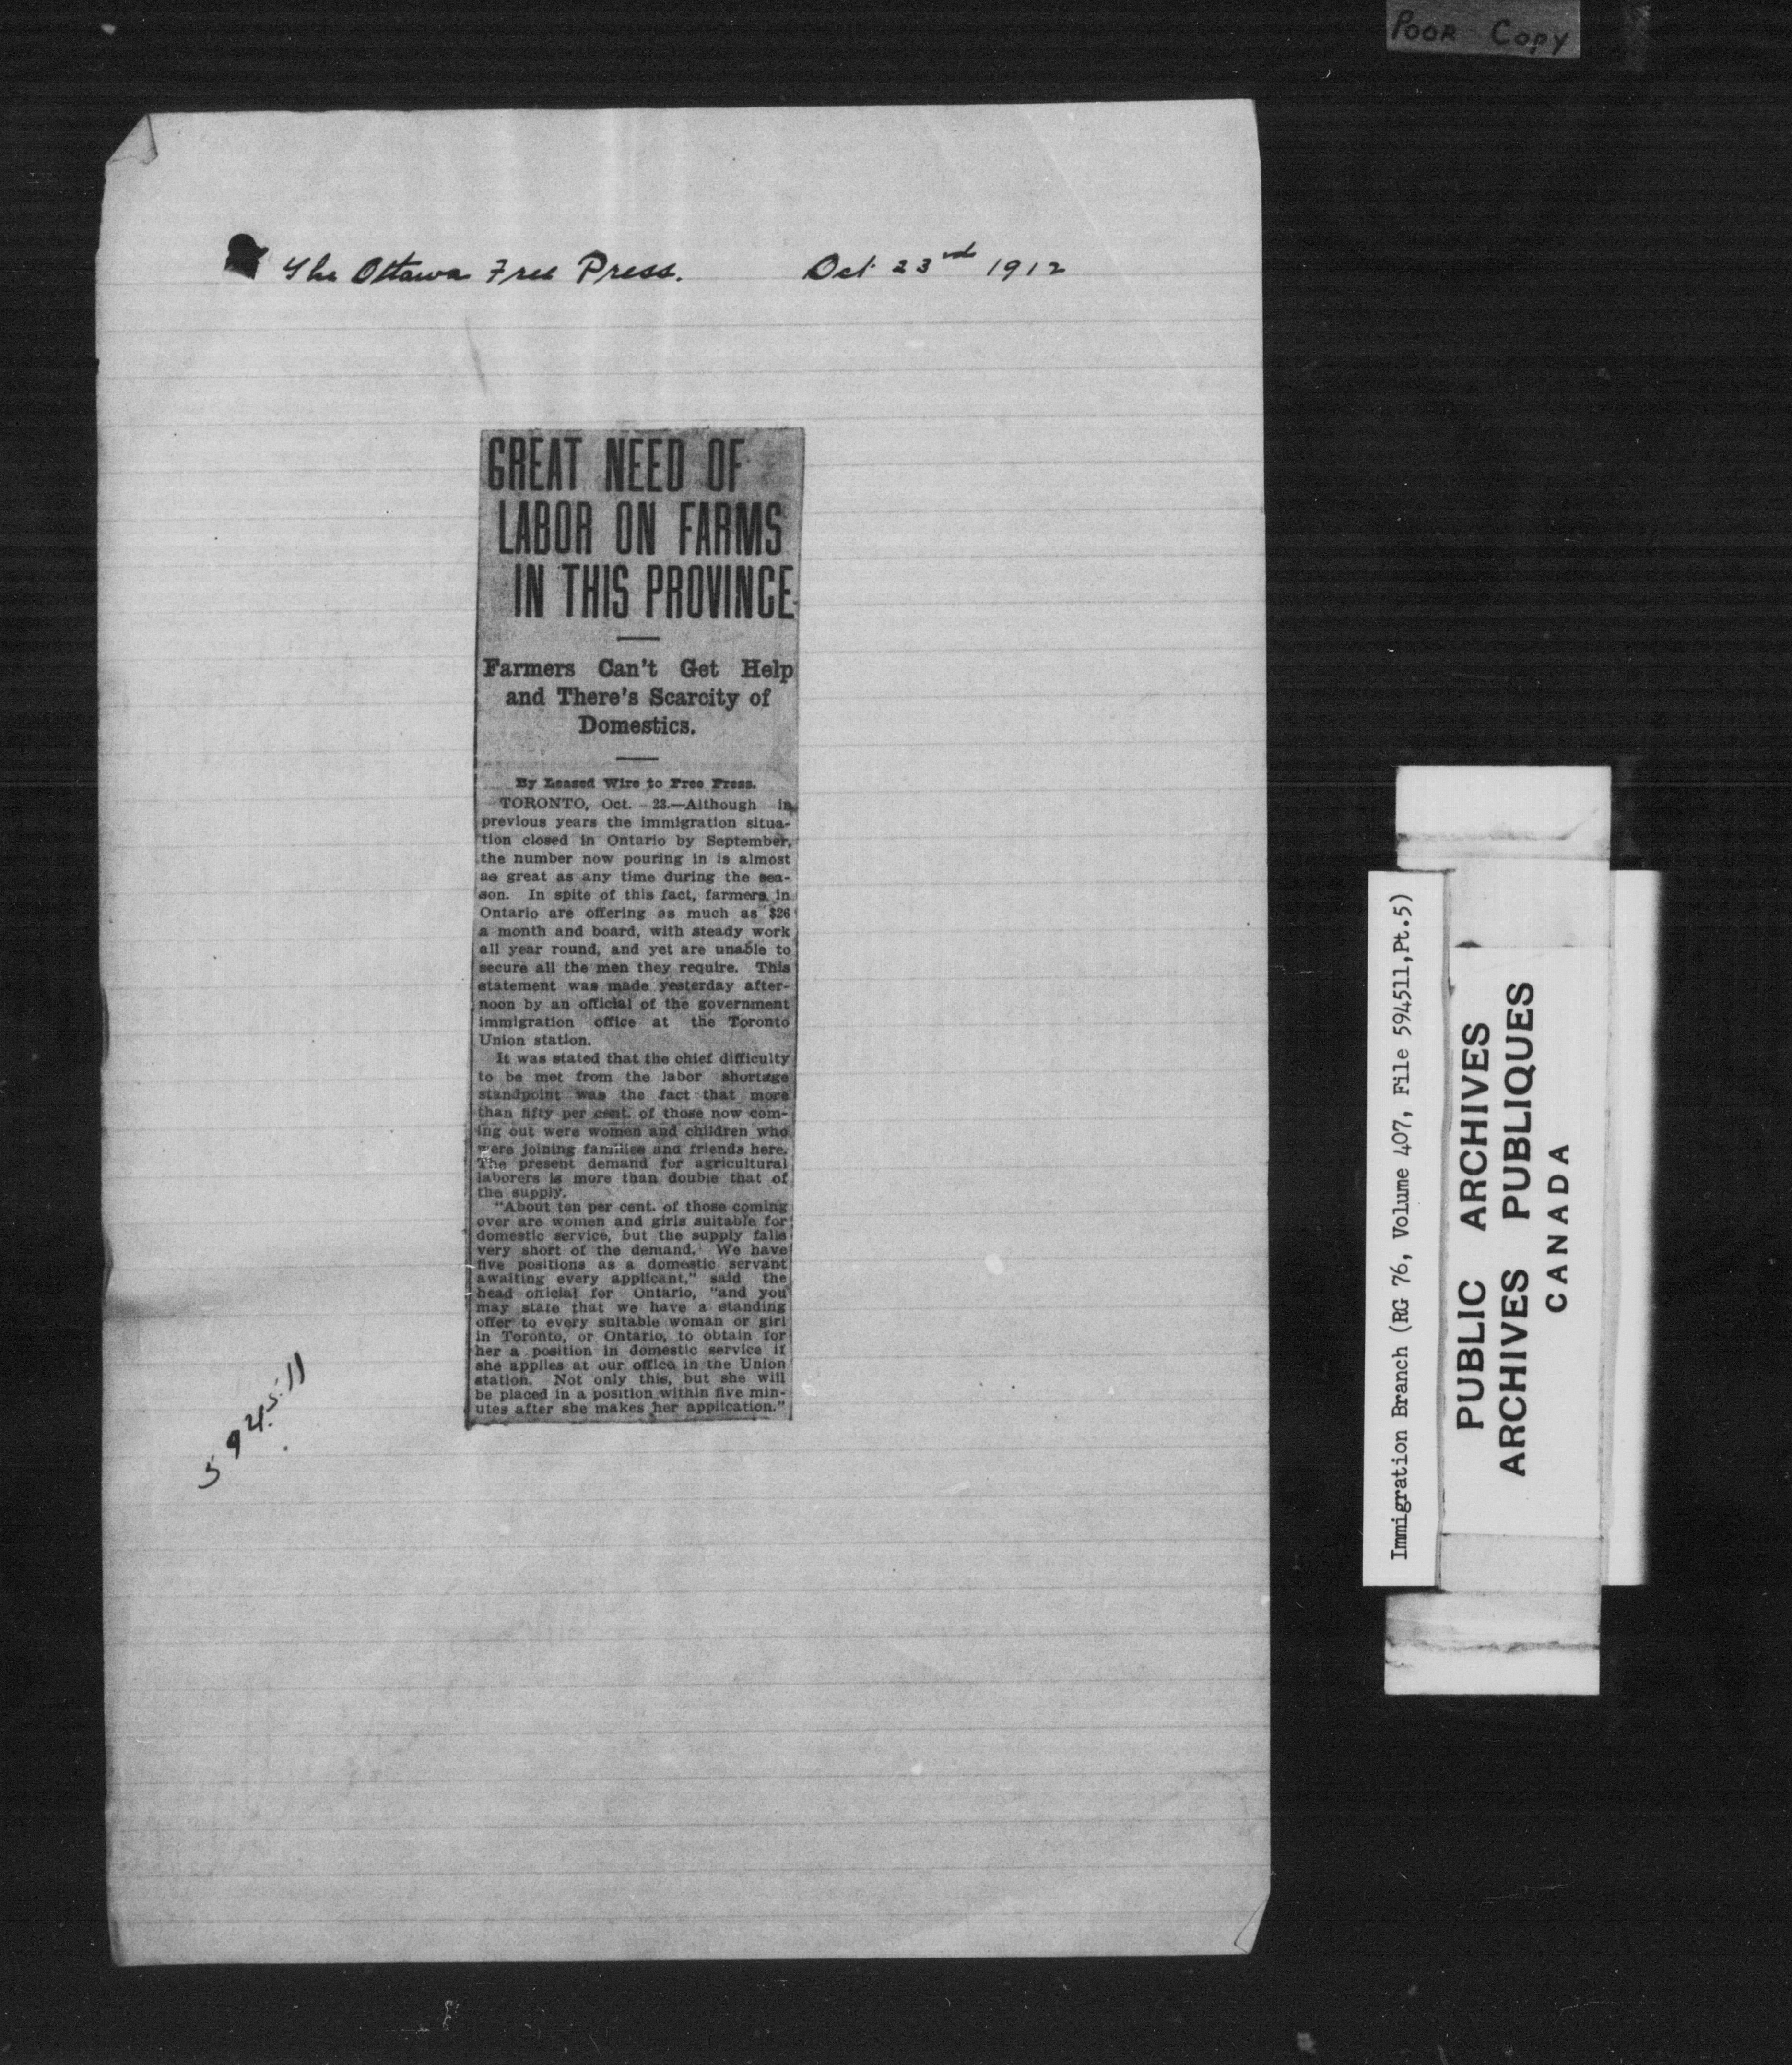 POOR COPY
The Ottawa Free Press. Oct 23rd 1912
GREAT NEED OF
LABOR ON FARMS
IN THIS PROVINCE
Farmers Can't Get Help
and There's Scarcity of
Domestics.
By Leased Wire to Free Press.
TORONTO, Oct. 23.—Although in
previous years the immigration situa-
tion closed in Ontario by September,
the number now pouring in is almost
as great as any time during the sea-
son. In spite of this fact, farmers in
Ontario are offering as much as $26
a month and board, with steady work
all year round, and yet are unable to
secure all the men they require. This
statement was made yesterday after-
noon by an official of the government
immigration office at the Toronto
Union station.
It was stated that the chief difficulty
to be met from the labor shortage
standpoint was the fact that more
than fifty per cent. of those now com-
ing out were women and children who
were joining families and friends here.
The present demand for agricultural
laborers is more than double that of
the supply.
"About ten per cent. of those coming
over are women and girls suitable for
domestic service, but the supply falls
very short of the demand. We have
five positions as a domestic servant
awaiting every applicant," said the
head official for Ontario, "and you
may state that we have a standing
offer to every suitable woman or girl
in Toronto, or Ontario, to obtain for
her a position in domestic service if
she applies at our office in the Union
station. Not only this, but she will
be placed in a position within five min-
utes after she makes her application."
594511
Immigration Branch (RG 76, Volume 407, File 594511,Pt.5)
PUBLIC ARCHIVES
ARCHIVES PUBLIQUES
CANADA